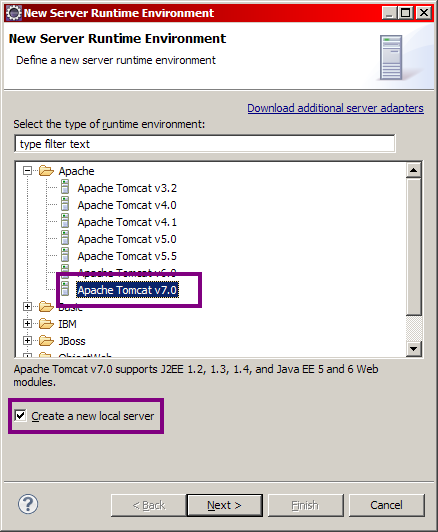 New Server Runtime Environment
New Server Runtime Environment
Define a new server runtime environment
Download additional server adapters
Select the type of runtime environment:
type filter text
Apache
Apache Tomcat v3.2
Apache Tomcat v4.0
Apache Tomcat v4.1
Apache Tomcat v5.0
Apache Tomcat v5.5
Apache Tomcat v6.0
Apache Tomcat v7.0
Basic
IBM
JBoss
ObjectWeb
Apache Tomcat v7.0 supports J2EE 1.2, 1.3, 1.4, and Java EE 5 and 6 Web
modules.
Create a new local server
? < Back Next > Finish Cancel